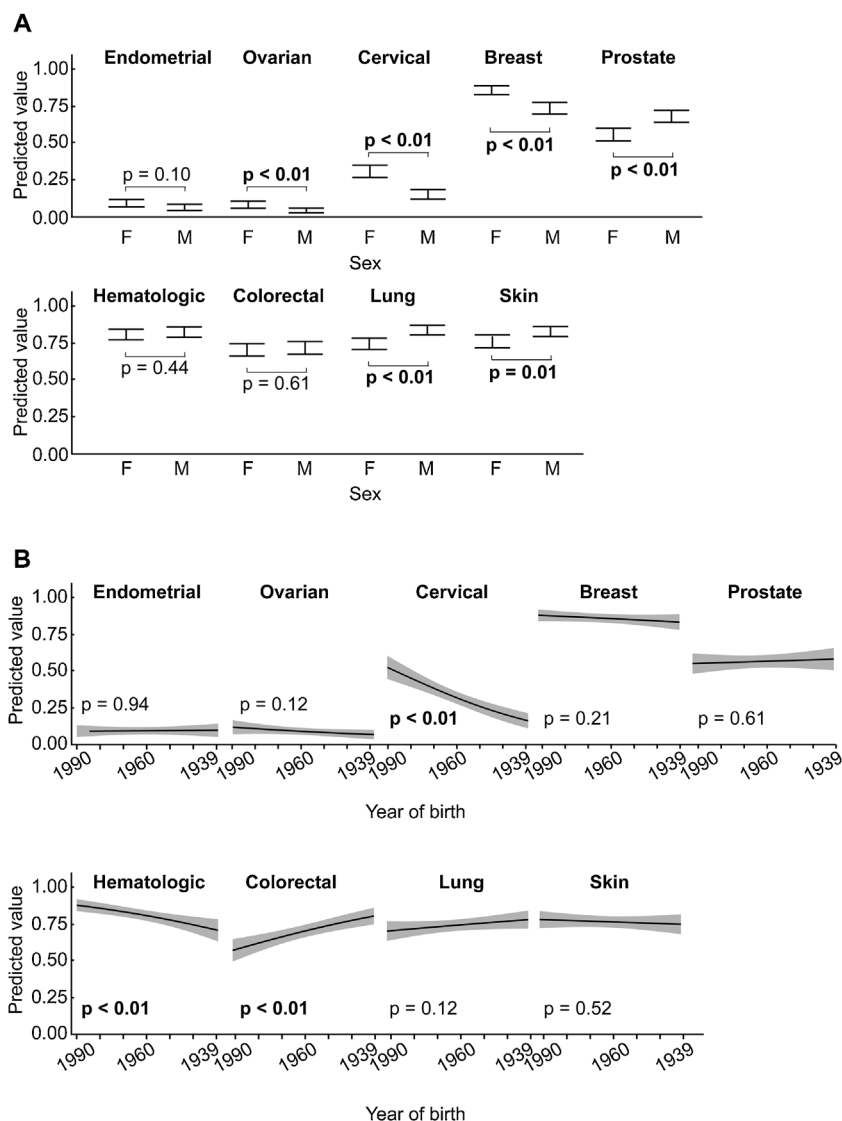 A
Endometrial Ovarian Cervical Breast Prostate
Predicted value
1.00
0.75
0.50
0.25
0.00
p = 0.10 p < 0.01 p < 0.01 p < 0.01 p < 0.01
F M F M F M F M F M
Sex
Hematologic Colorectal Lung Skin
Predicted value
1.00
0.75
0.50
0.25
0.00
p = 0.44 p = 0.61 p < 0.01 p = 0.01
F M F M F M F M
Sex
B
Endometrial Ovarian Cervical Breast Prostate
Predicted value
1.00
0.75
0.50
0.25
0.00
p = 0.94 p = 0.12 p < 0.01 p = 0.21 p = 0.61
1990 1960 1939 1990 1960 1939 1990 1960 1939 1990 1960 1939 1990 1960 1939
Year of birth
Hematologic Colorectal Lung Skin
Predicted value
1.00
0.75
0.50
0.25
0.00
p < 0.01 p < 0.01 p = 0.12 p = 0.52
1990 1960 1939 1990 1960 1939 1990 1960 1939 1990 1960 1939
Year of birth